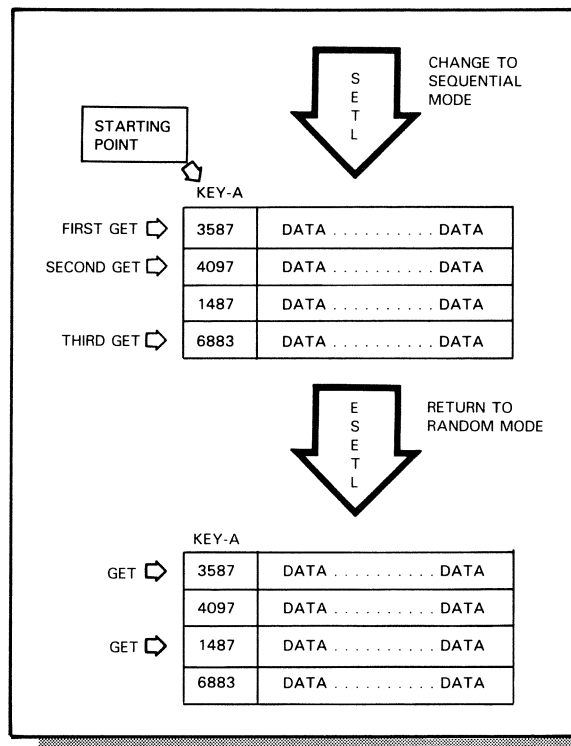 S
E
T
L
CHANGE TO
SEQUENTIAL
MODE
STARTING
POINT
KEY-A
FIRST GET 3587 DATA . . . . . . . . . . DATA
SECOND GET 4097 DATA . . . . . . . . . . DATA
1487 DATA . . . . . . . . . . DATA
THIRD GET 6883 DATA . . . . . . . . . . DATA
E
S
E
T
L
RETURN TO
RANDOM MODE
KEY-A
GET 3587 DATA . . . . . . . . . . DATA
4097 DATA . . . . . . . . . . DATA
GET 1487 DATA . . . . . . . . . . DATA
6883 DATA . . . . . . . . . . DATA